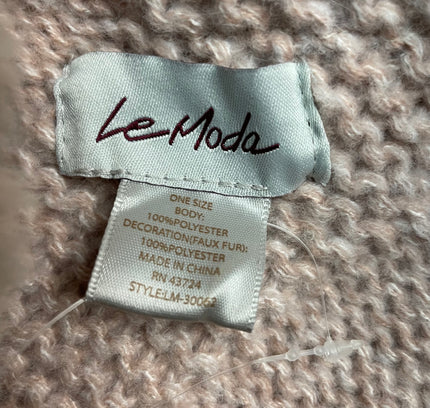 Le Moda
ONE SIZE
BODY:
100%POLYESTER
DECORATION(FAUX FUR):
100%POLYESTER
MADE IN CHINA
RN 43724
STYLE:LM-30062